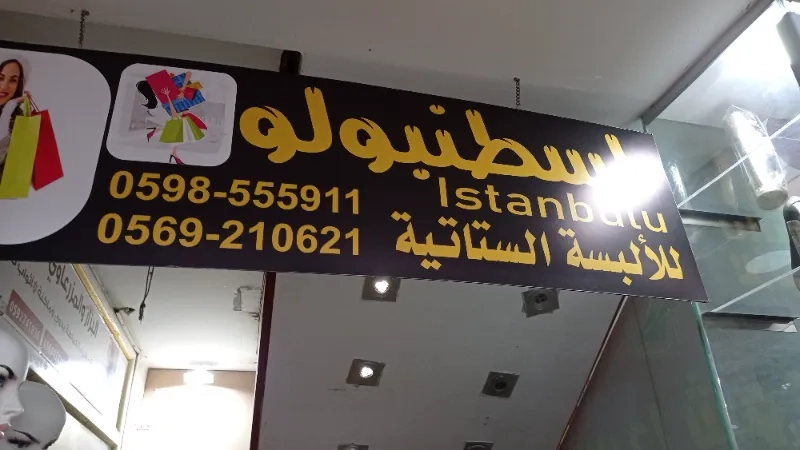 اسطنبولو
Istanbulu
للألبسة الستاتية
0598-555911
0569-210621